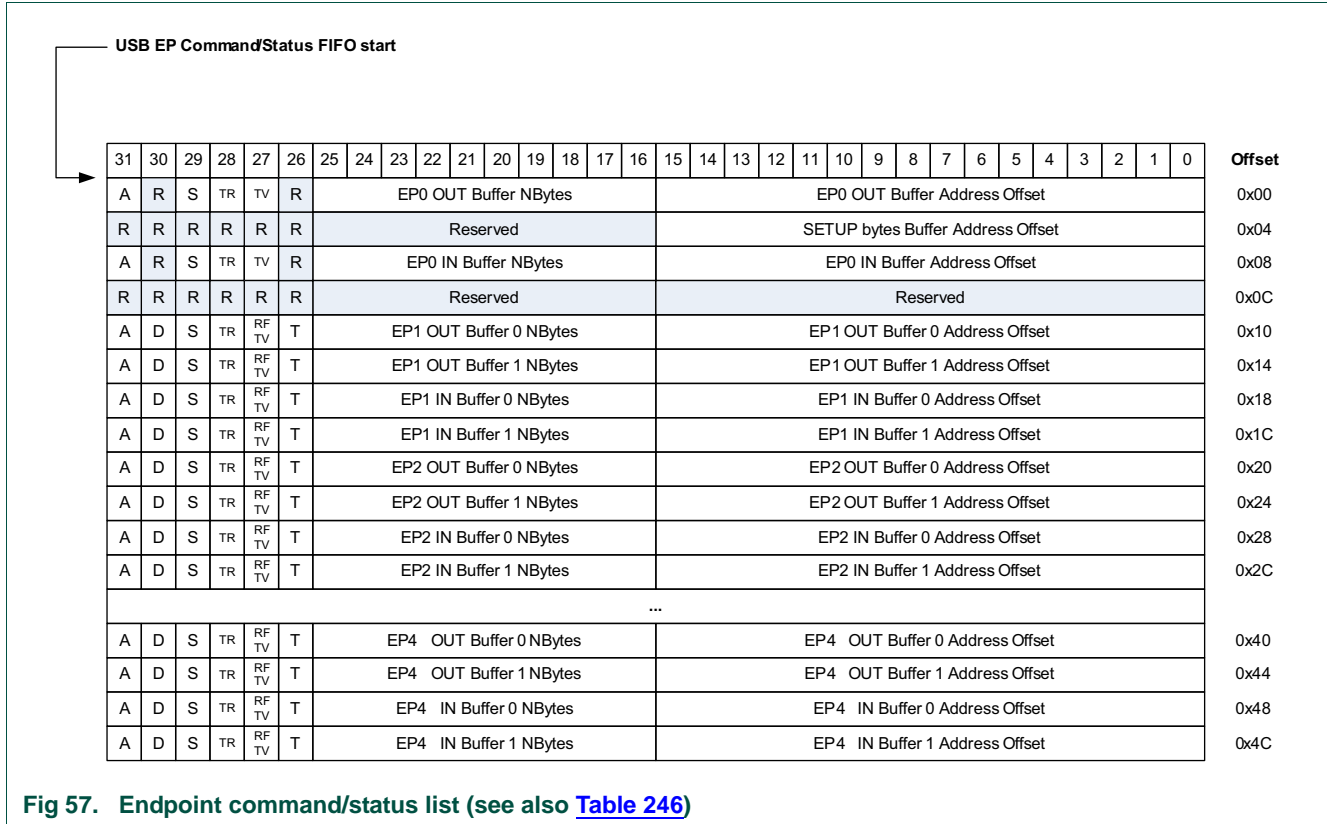 USB EP Command/Status FIFO start
31 30 29 28 27 26 25 24 23 22 21 20 19 18 17 16 15 14 13 12 11 10 9 8 7 6 5 4 3 2 1 0 Offset
A R S TR TV R EP0 OUT Buffer NBytes EP0 OUT Buffer Address Offset 0x00
R R R R R R Reserved SETUP bytes Buffer Address Offset 0x04
A R S TR TV R EP0 IN Buffer NBytes EP0 IN Buffer Address Offset 0x08
R R R R R R Reserved Reserved 0x0C
A D S TR RF TV T EP1 OUT Buffer 0 NBytes EP1 OUT Buffer 0 Address Offset 0x10
A D S TR RF TV T EP1 OUT Buffer 1 NBytes EP1 OUT Buffer 1 Address Offset 0x14
A D S TR RF TV T EP1 IN Buffer 0 NBytes EP1 IN Buffer 0 Address Offset 0x18
A D S TR RF TV T EP1 IN Buffer 1 NBytes EP1 IN Buffer 1 Address Offset 0x1C
A D S TR RF TV T EP2 OUT Buffer 0 NBytes EP2 OUT Buffer 0 Address Offset 0x20
A D S TR RF TV T EP2 OUT Buffer 1 NBytes EP2 OUT Buffer 1 Address Offset 0x24
A D S TR RF TV T EP2 IN Buffer 0 NBytes EP2 IN Buffer 0 Address Offset 0x28
A D S TR RF TV T EP2 IN Buffer 1 NBytes EP2 IN Buffer 1 Address Offset 0x2C
...
A D S TR RF TV T EP4 OUT Buffer 0 NBytes EP4 OUT Buffer 0 Address Offset 0x40
A D S TR RF TV T EP4 OUT Buffer 1 NBytes EP4 OUT Buffer 1 Address Offset 0x44
A D S TR RF TV T EP4 IN Buffer 0 NBytes EP4 IN Buffer 0 Address Offset 0x48
A D S TR RF TV T EP4 IN Buffer 1 NBytes EP4 IN Buffer 1 Address Offset 0x4C
Fig 57. Endpoint command/status list (see also Table 246)